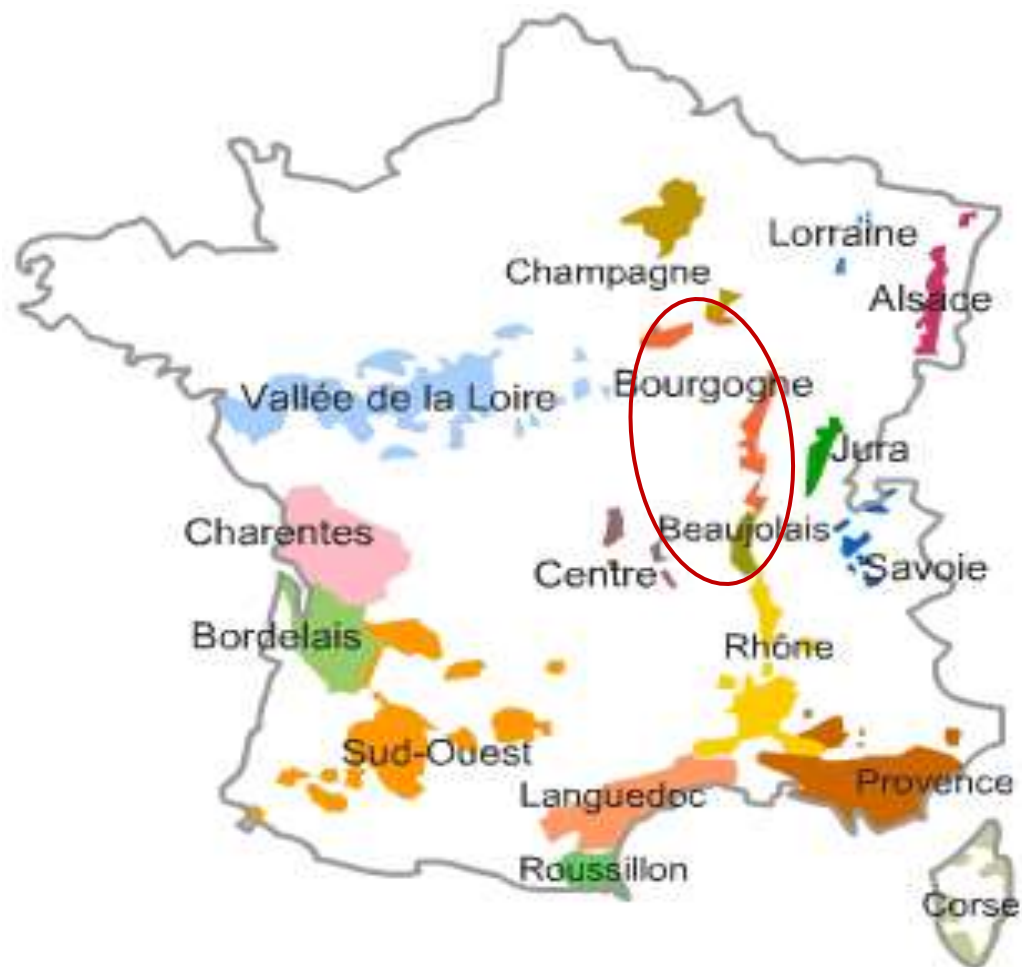 Lorraine
Champagne
Alsace
Bourgogne
Vallée de la Loire
Jura
Charentes
Beaujolais
Centre
Savoie
Bordelais
Rhône
Sud-Ouest
Languedoc
Provence
Roussillon
Corse